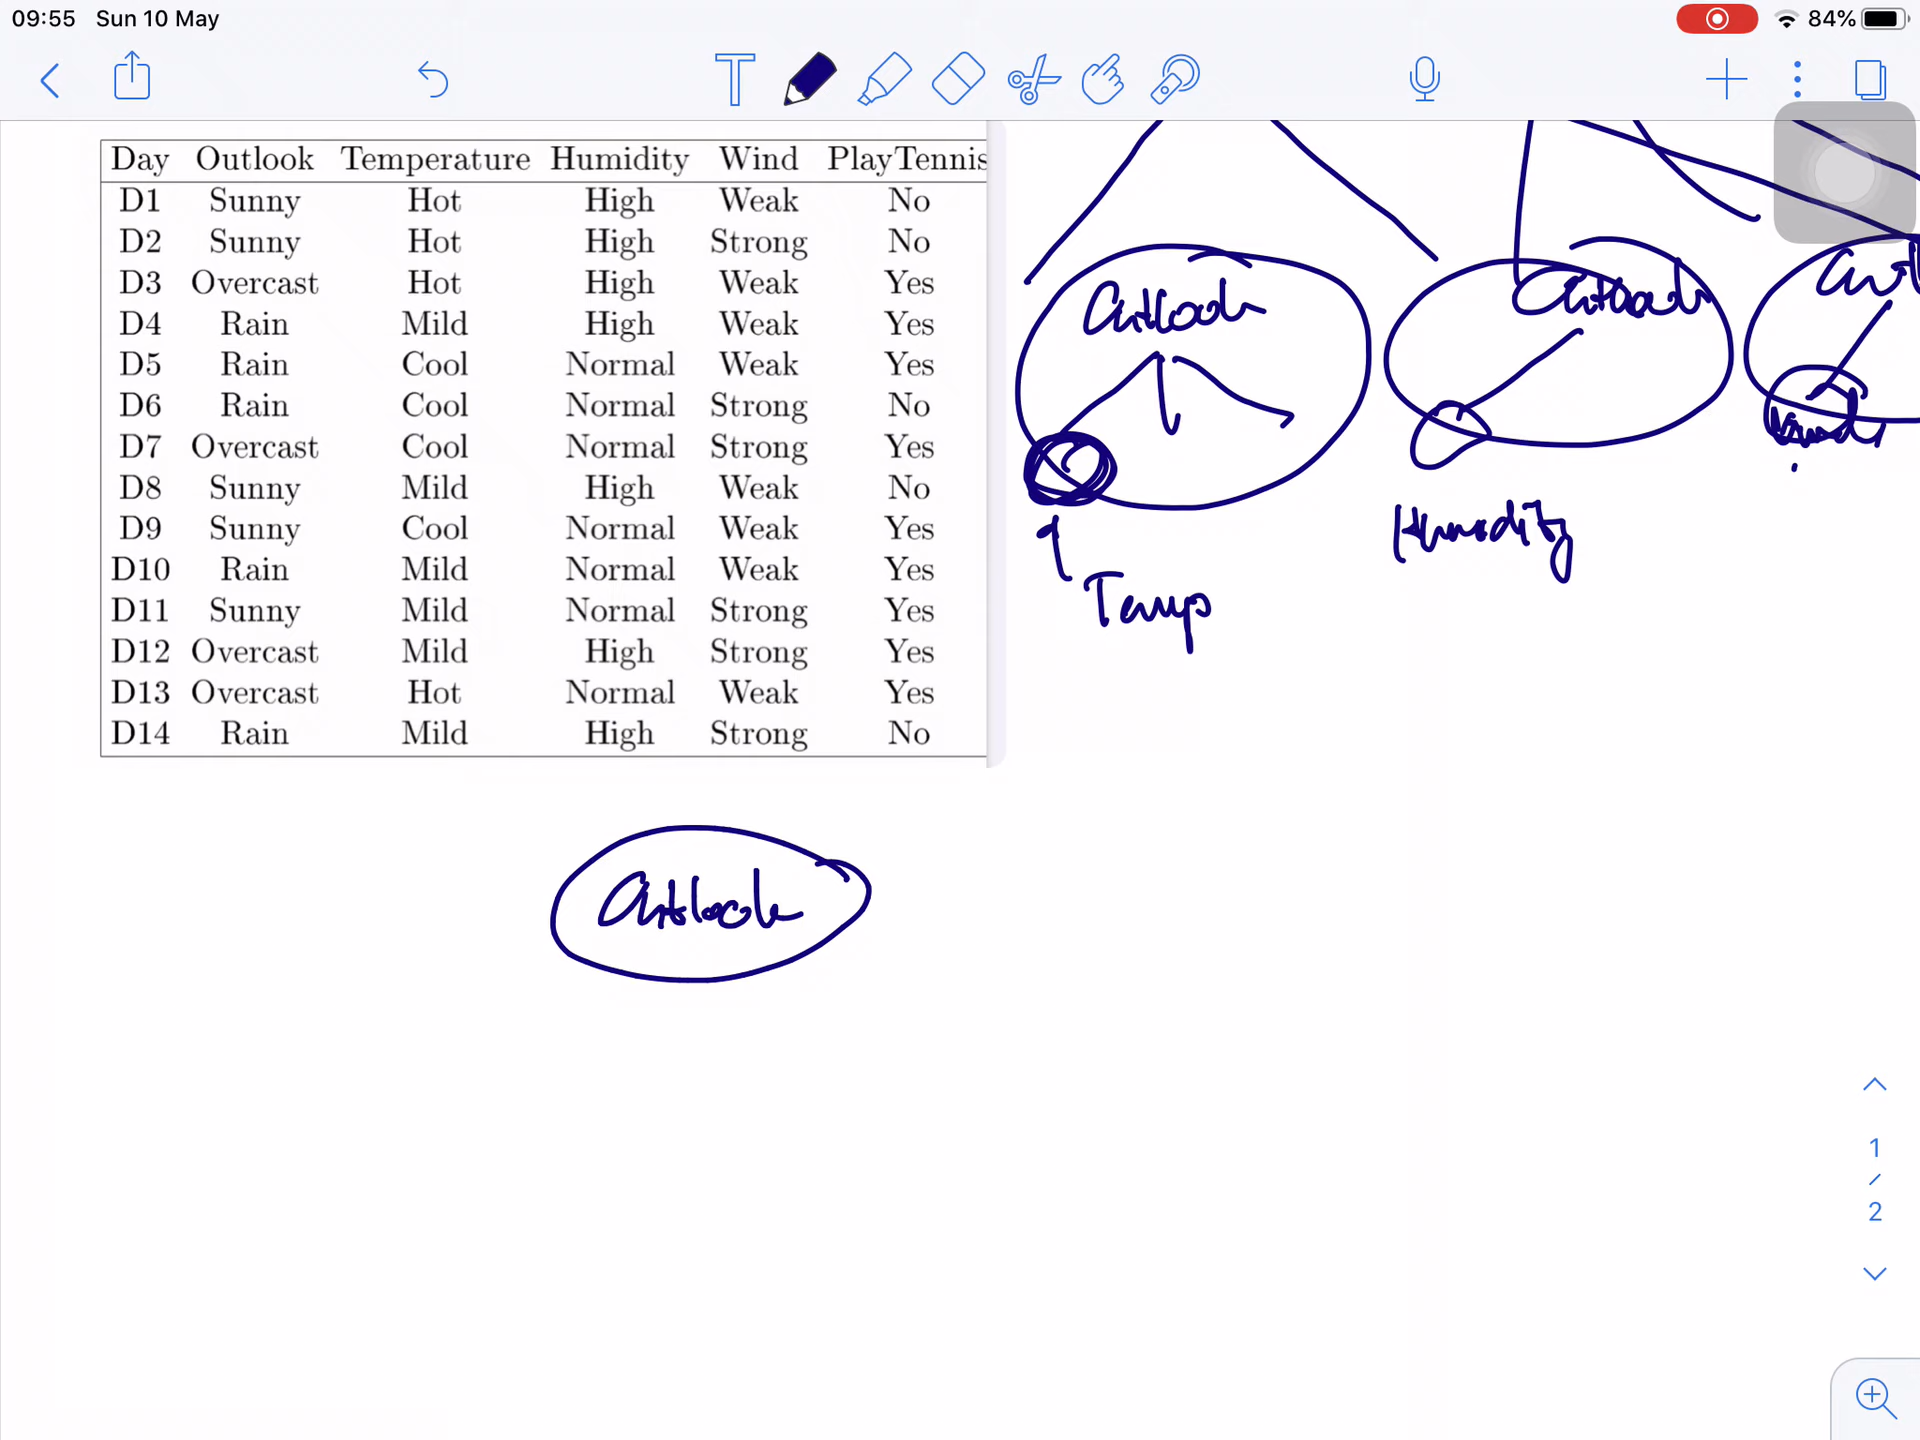 09:55 Sun 10 May
84%
T
Day Outlook Temperature Humidity Wind PlayTennis
D1 Sunny Hot High Weak No
D2 Sunny Hot High Strong No
D3 Overcast Hot High Weak Yes
D4 Rain Mild High Weak Yes
D5 Rain Cool Normal Weak Yes
D6 Rain Cool Normal Strong No
D7 Overcast Cool Normal Strong Yes
D8 Sunny Mild High Weak No
D9 Sunny Cool Normal Weak Yes
D10 Rain Mild Normal Weak Yes
D11 Sunny Mild Normal Strong Yes
D12 Overcast Mild High Strong Yes
D13 Overcast Hot Normal Weak Yes
D14 Rain Mild High Strong No
Outlook
Outlook
Humidity
Temp
Outlook
1
/
2